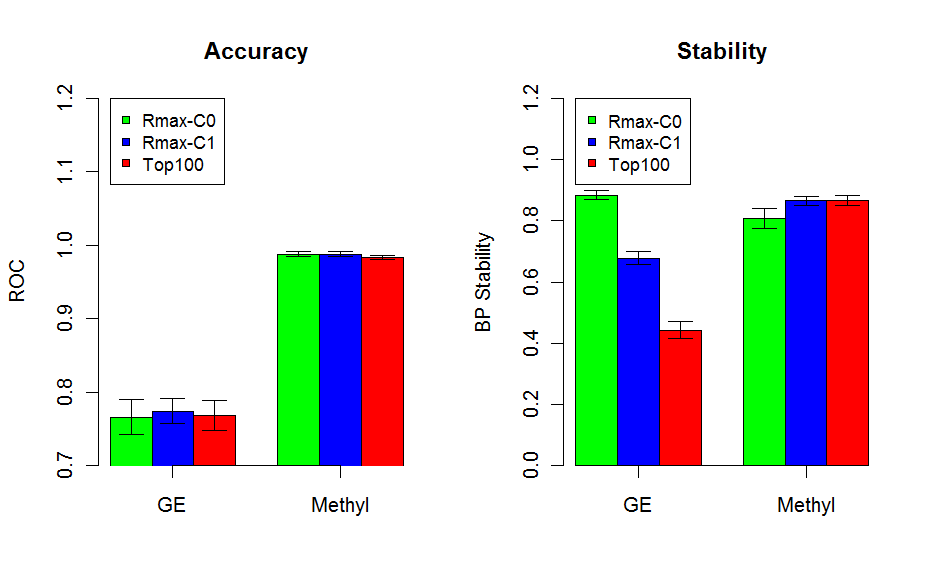 Accuracy
ROC
1.2
1.1
1.0
0.9
0.8
0.7
Rmax-C0
Rmax-C1
Top100
GE
Methyl
Stability
BP Stability
1.2
1.0
0.8
0.6
0.4
0.2
0.0
Rmax-C0
Rmax-C1
Top100
GE
Methyl